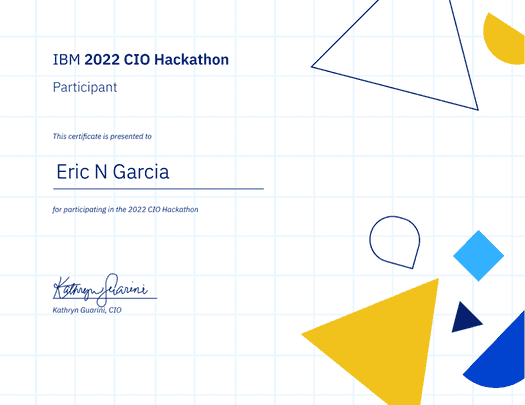 IBM 2022 CIO Hackathon
Participant
This certificate is presented to
Eric N Garcia
for participating in the 2022 CIO Hackathon
Kathryn Guarini
Kathryn Guarini, CIO